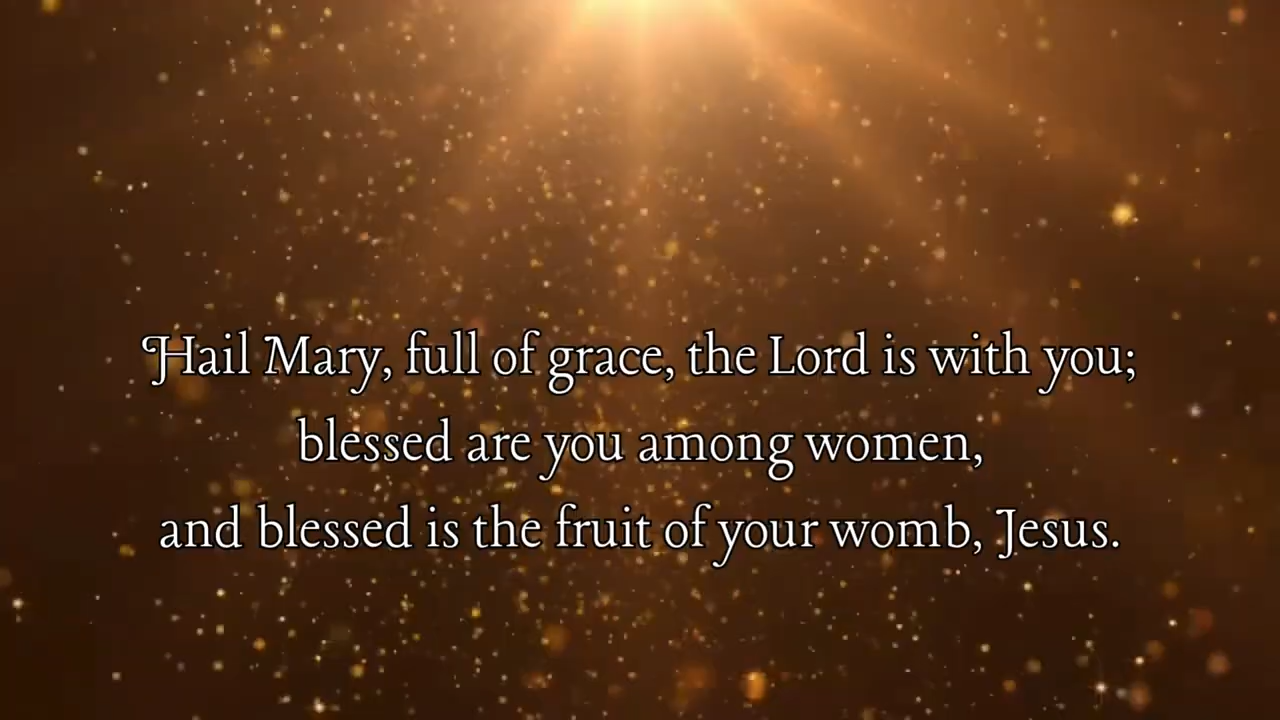 Hail Mary, full of grace, the Lord is with you;
blessed are you among women,
and blessed is the fruit of your womb, Jesus.